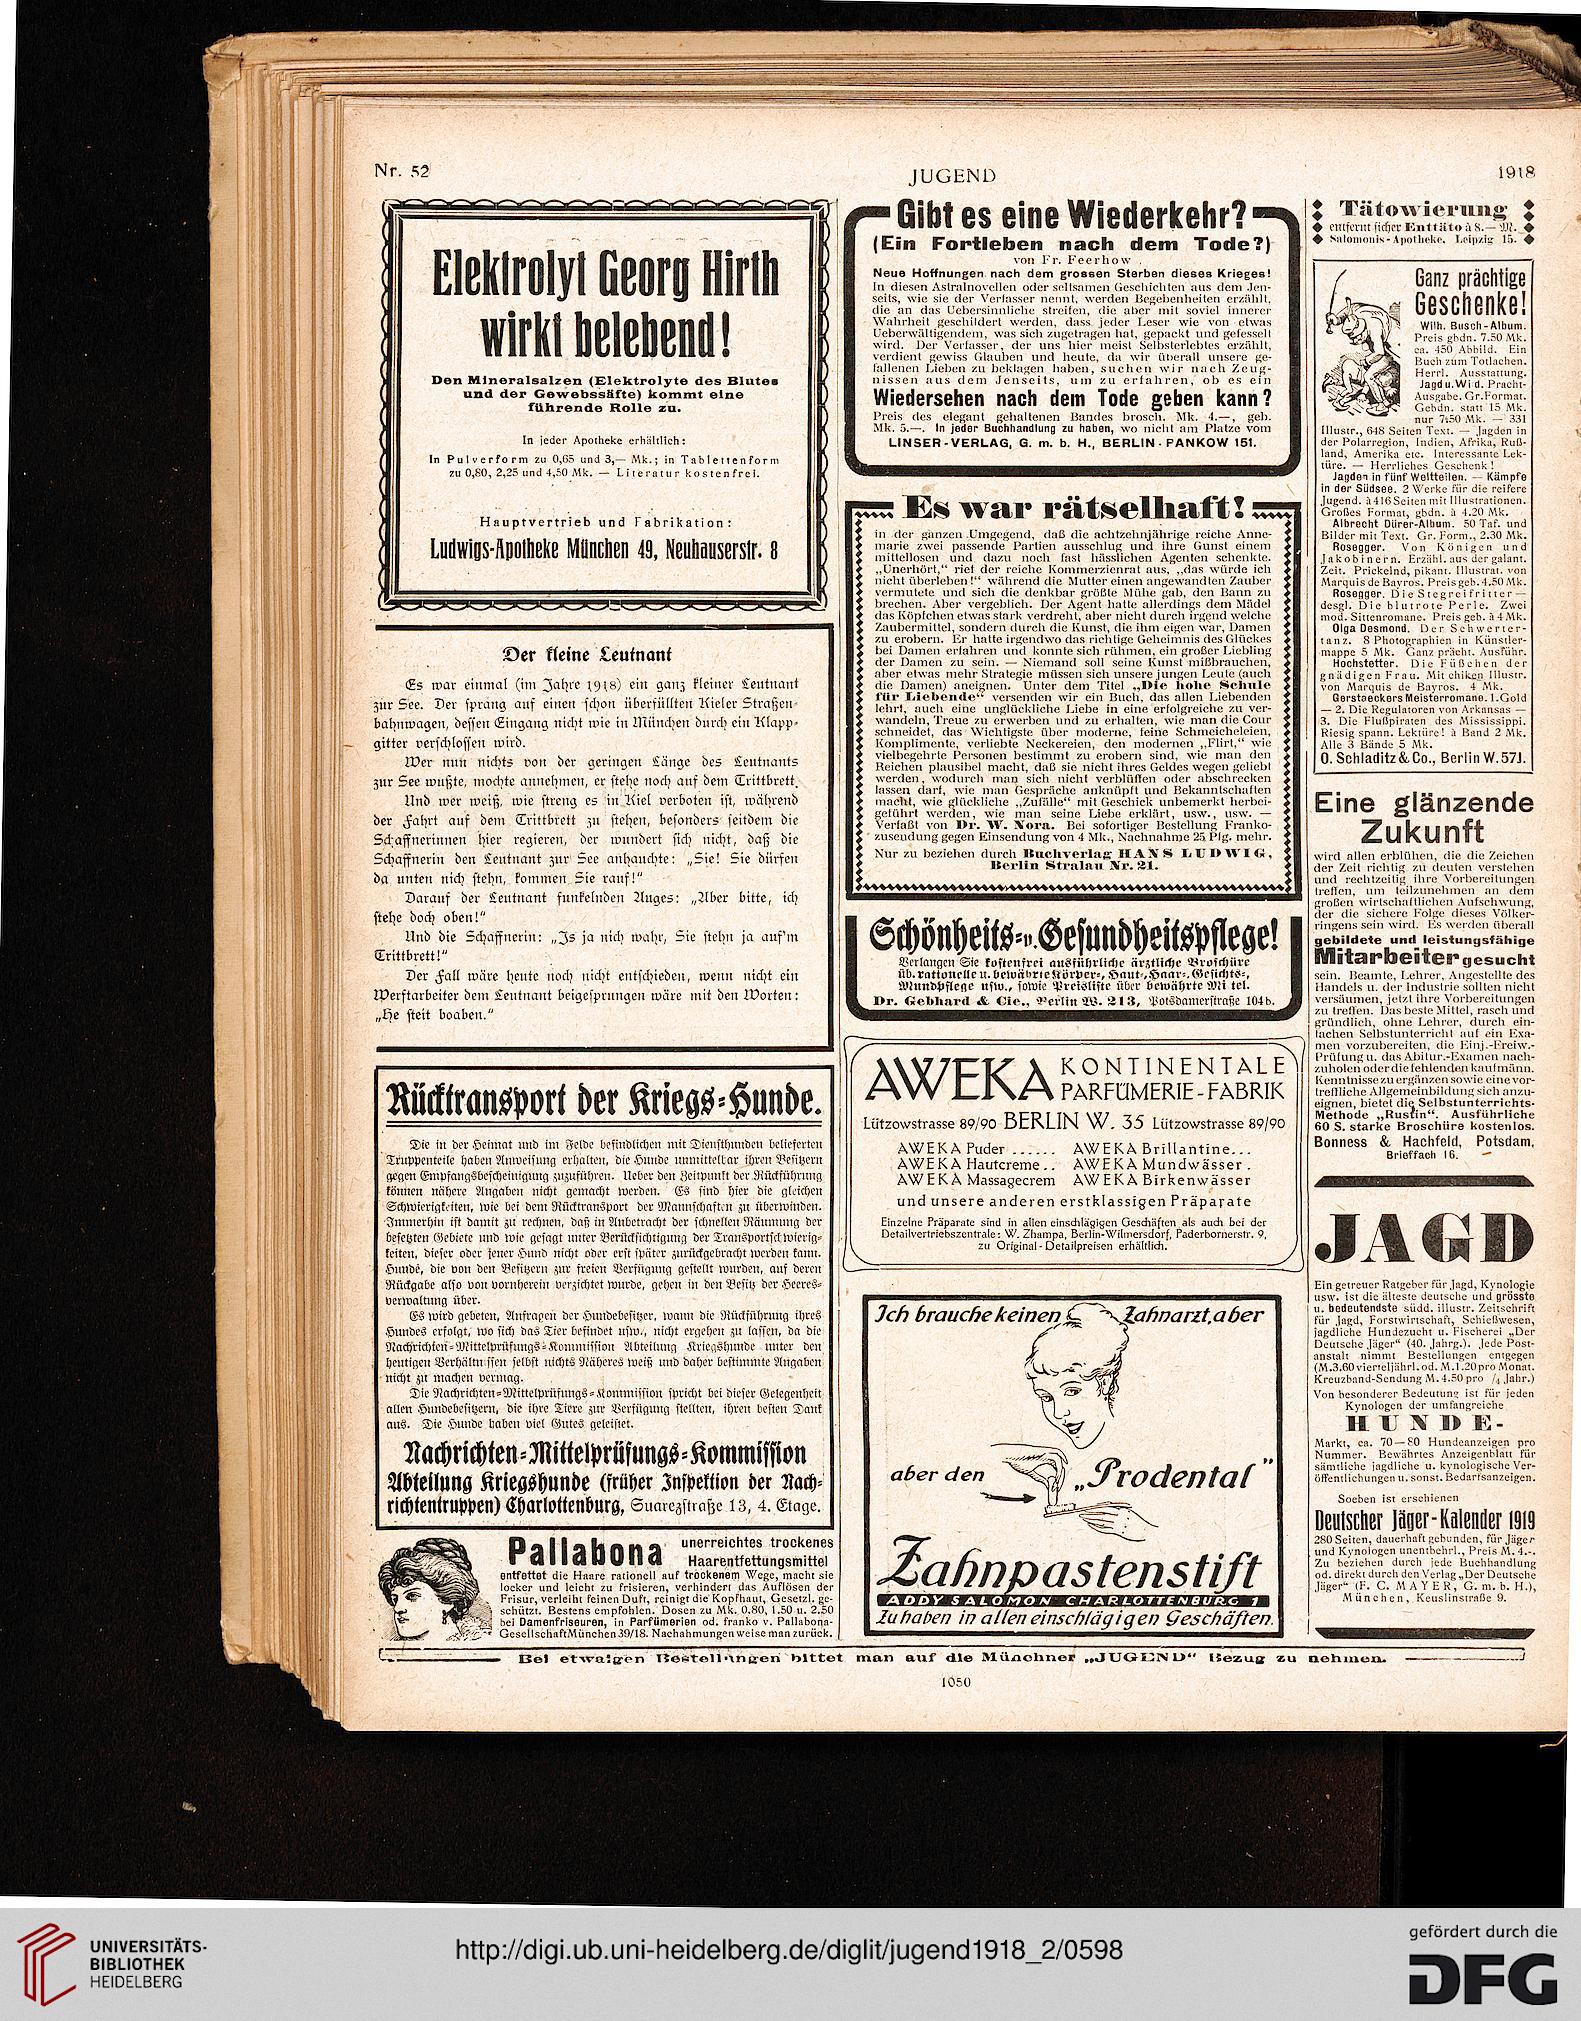 Nr. 52
JUGEND
1918
Elektrolyt Georg Hirth
wirkt belebend!
Den Mineralsalzen (Elektrolyte des Blutes
und der Gewebssäfte) kommt eine
führende Rolle zu.
In jeder Apotheke erhältlich:
In Pulverform zu 0,65 und 3,— Mk.; in Tablettenform
zu 0,80, 2,25 und 4,50 Mk. — Literatur kostenfrei.
Hauptvertrieb und Fabrikation:
Ludwigs-Apotheke München 49, Neuhauserstr. 8
Der kleine Leutnant
Es war einmal (im Jahre 1918) ein ganz kleiner Leutnant
zur See. Der sprang auf einen schon überfüllten Kieler Straßen-
bahnwagen, dessen Eingang nicht wie in München durch ein Klapp-
gitter verschlossen wird.
Wer nun nichts von der geringen Länge des Leutnants
zur See wußte, mochte annehmen, er stehe noch auf dem Trittbrett.
Und wer weiß, wie streng es in Kiel verboten ist, während
der Fahrt auf dem Trittbrett zu stehen, besonders seitdem die
Schaffnerinnen hier regieren, der wundert sich nicht, daß die
Schaffnerin den Leutnant zur See anhauchte: „Sie! Sie dürfen
da unten nich stehn, kommen Sie rauf!“
Darauf der Leutnant funkelnden Auges: „Aber bitte, ich
stehe doch oben!“
Und die Schaffnerin: „Js ja nich wahr, Sie stehn ja auf'm
Trittbrett!“
Der Fall wäre heute noch nicht entschieden, wenn nicht ein
Werftarbeiter dem Leutnant beigesprungen wäre mit den Worten:
„He steit boaben.“
Rücktransport der Kriegs-Hunde.
Die in der Heimat und im Felde befindlichen mit Diensthunden belieferten
Truppenteile haben Anweisung erhalten, die Hunde unmittelbar ihren Besitzern
gegen Empfangsbescheinigung zuzuführen. Ueber den Zeitpunkt der Rückführung
können nähere Angaben nicht gemacht werden. Es sind hier die gleichen
Schwierigkeiten, wie bei dem Rücktransport der Mannschaften zu überwinden.
Immerhin ist damit zu rechnen, daß in Anbetracht der schnellen Räumung der
besetzten Gebiete und wie gesagt unter Berücksichtigung der Transportschwierig-
keiten, dieser oder jener Hund nicht oder erst später zurückgebracht werden kann.
Hunde, die von den Besitzern zur freien Verfügung gestellt wurden, auf deren
Rückgabe also von vornherein verzichtet wurde, gehen in den Besitz der Heeres-
verwaltung über.
Es wird gebeten, Anfragen der Hundebesitzer, wann die Rückführung ihres
Hundes erfolgt, wo sich das Tier befindet usw., nicht ergehen zu lassen, da die
Nachrichten-Mittelprüfungs-Kommission Abteilung Kriegshunde unter den
heutigen Verhältnissen selbst nichts Näheres weiß und daher bestimmte Angaben
nicht zu machen vermag.
Die Nachrichten-Mittelprüfungs-Kommission spricht bei dieser Gelegenheit
allen Hundebesitzern, die ihre Tiere zur Verfügung stellten, ihren besten Dank
aus. Die Hunde haben viel Gutes geleistet.
Nachrichten-Mittelprüfungs-Kommission
Abteilung Kriegshunde (früher Inspektion der Nach-
richtentruppen) Charlottenburg, Suarezstraße 13, 4. Etage.
Pallabona unerreichtes trockenes
Haarentfettungsmittel
entfettet die Haare rationell auf trockenem Wege, macht sie
locker und leicht zu frisieren, verhindert das Auflösen der
Frisur, verleiht feinen Duft, reinigt die Kopfhaut, Gesetzl. ge-
schützt. Bestens empfohlen. Dosen zu Mk. 0.80, 1.50 u. 2.50
bei Damenfriseuren, in Parfümerien od. franko v. Pallabona-
Gesellschaft München 39/18. Nachahmungen weise man zurück.
Gibt es eine Wiederkehr?
(Ein Fortleben nach dem Tode?)
von Fr. Feerhow.
Neue Hoffnungen nach dem grossen Sterben dieses Krieges!
In diesen Astralnovellen oder seltsamen Geschichten aus dem Jen-
seits, wie sie der Verfasser nennt, werden Begebenheiten erzählt,
die an das Uebersinnliche streifen, die aber mit soviel innerer
Wahrheit geschildert werden, dass jeder Leser wie von etwas
Ueberwältigendem, was sich zugetragen hat, gepackt und gefesselt
wird. Der Verfasser, der uns hier meist Selbsterlebtes erzählt,
verdient gewiss Glauben und heute, da wir überall unsere ge-
fallenen Lieben zu beklagen haben, suchen wir nach Zeug-
nissen aus dem Jenseits, um zu erfahren, ob es ein
Wiedersehen nach dem Tode geben kann?
Preis des elegant gehaltenen Bandes brosch. Mk. 4.—, geb.
Mk. 5.—. In jeder Buchhandlung zu haben, wo nicht am Platze vom
LINSER-VERLAG, G. m. b. H., BERLIN-PANKOW 151.
Es war rätselhaft!
in der ganzen Umgegend, daß die achtzehnjährige reiche Anne-
marie zwei passende Partien ausschlug und ihre Gunst einem
mittellosen und dazu noch fast hässlichen Agenten schenkte.
„Unerhört,“ rief der reiche Kommerzienrat aus, „das würde ich
nicht überleben!“ während die Mutter einen angewandten Zauber
vermutete und sich die denkbar größte Mühe gab, den Bann zu
brechen. Aber vergeblich. Der Agent hatte allerdings dem Mädel
das Köpfchen etwas stark verdreht, aber nicht durch irgend welche
Zaubermittel, sondern durch die Kunst, die ihm eigen war, Damen
zu erobern. Er hatte irgendwo das richtige Geheimnis des Glückes
bei Damen erfahren und konnte sich rühmen, ein großer Liebling
der Damen zu sein. — Niemand soll seine Kunst mißbrauchen,
aber etwas mehr Strategie müssen sich unsere jungen Leute (auch
die Damen) aneignen. Unter dem Titel „Die hohe Schule
für Liebende“ versenden wir ein Buch, das allen Liebenden
lehrt, auch eine unglückliche Liebe in eine erfolgreiche zu ver-
wandeln, Treue zu erwerben und zu erhalten, wie man die Cour
schneidet, das Wichtigste über moderne, feine Schmeicheleien,
Komplimente, verliebte Neckereien, den modernen „Flirt,“ wie
vielbegehrte Personen bestimmt zu erobern sind, wie man den
Reichen plausibel macht, daß sie nicht ihres Geldes wegen geliebt
werden, wodurch man sich nicht verblüffen oder abschrecken
lassen darf, wie man Gespräche anknüpft und Bekanntschaften
macht, wie glückliche „Zufälle“ mit Geschick unbemerkt herbei-
geführt werden, wie man seine Liebe erklärt, usw., usw. —
Verfaßt von Dr. W. Nora. Bei sofortiger Bestellung Franko-
zusendung gegen Einsendung von 4 Mk., Nachnahme 25 Pfg. mehr.
Nur zu beziehen durch Buchverlag HANS LUDWIG,
Berlin Stralau Nr. 21.
Schönheits- u. Gesundheitspflege!
Verlangen Sie kostenfrei ausführliche ärztliche Broschüre
üb. rationelle u. bewährte Körper-, Haut-, Haar-, Gesichts-,
Mundpflege usw., sowie Preisliste über bewährte Mittel.
Dr. Gebhard & Cie., Berlin W. 213, Potsdamerstraße 104b.
AWEKA KONTINENTALE
PARFÜMERIE-FABRIK
Lützowstrasse 89/90 BERLIN W. 35 Lützowstrasse 89/90
AWEKA Puder ...... AWEKA Brillantine...
AWEKA Hautcreme.. AWEKA Mundwässer.
AWEKA Massagecrem AWEKA Birkenwässer
und unsere anderen erstklassigen Präparate
Einzelne Präparate sind in allen einschlägigen Geschäften als auch bei der
Detailvertriebszentrale: W. Zhampa, Berlin-Wilmersdorf, Paderbornerstr. 9,
zu Original-Detailpreisen erhältlich.
Ich brauche keinen Zahnarzt, aber
aber den „Prodental“
Zahnpastenstift
ADDY SALOMON CHARLOTTENBURG 1
Zu haben in allen einschlägigen Geschäften.
Tätowierung
entfernt sicher Enttäto à 8.— M.
Salomonis-Apotheke, Leipzig 15.
Ganz prächtige
Geschenke!
Wilh. Busch-Album.
Preis gbdn. 7.50 Mk.
ca. 450 Abbild. Ein
Buch zum Totlachen.
Herrl. Ausstattung.
Jagd u. Wild. Pracht-
Ausgabe. Gr. Format.
Gebdn. statt 15 Mk.
nur 7.50 Mk. — 331
Illustr., 648 Seiten Text. — Jagden in
der Polarregion, Indien, Afrika, Ruß-
land, Amerika etc. Interessante Lek-
türe. — Herrliches Geschenk!
Jagden in fünf Weltteilen. — Kämpfe
in der Südsee. 2 Werke für die reifere
Jugend. à 416 Seiten mit Illustrationen.
Großes Format, gbdn. à 4.20 Mk.
Albrecht Dürer-Album. 50 Taf. und
Bilder mit Text. Gr. Form., 2.30 Mk.
Rosegger. Von Königen und
Jakobinern. Erzähl. aus der galant.
Zeit. Prickelnd, pikant. Illustrat. von
Marquis de Bayros. Preis geb. 4.50 Mk.
Rosegger. Die Stegreifritter —
desgl. Die blutrote Perle. Zwei
mod. Sittenromane. Preis geb. à 4 Mk.
Olga Desmond. Der Schwerter-
tanz. 8 Photographien in Künstler-
mappe 5 Mk. Ganz prächt. Ausführ.
Hochstetter. Die Füßchen der
gnädigen Frau. Mit chiken Illustr.
von Marquis de Bayros. 4 Mk.
Gerstaeckers Meisterromane. 1. Gold
— 2. Die Regulatoren von Arkansas —
3. Die Flußpiraten des Mississippi.
Riesig spann. Lektüre! à Band 2 Mk.
Alle 3 Bände 5 Mk.
O. Schladitz & Co., Berlin W. 57J.
Eine glänzende
Zukunft
wird allen erblühen, die die Zeichen
der Zeit richtig zu deuten verstehen
und rechtzeitig ihre Vorbereitungen
treffen, um teilzunehmen an dem
großen wirtschaftlichen Aufschwung,
der die sichere Folge dieses Völker-
ringens sein wird. Es werden überall
gebildete und leistungsfähige
Mitarbeiter gesucht
sein. Beamte, Lehrer, Angestellte des
Handels u. der Industrie sollten nicht
versäumen, jetzt ihre Vorbereitungen
zu treffen. Das beste Mittel, rasch und
gründlich, ohne Lehrer, durch ein-
fachen Selbstunterricht auf ein Exa-
men vorzubereiten, die Einj.-Freiw.-
Prüfung u. das Abitur.-Examen nach-
zuholen oder die fehlenden kaufmänn.
Kenntnisse zu ergänzen sowie eine vor-
treffliche Allgemeinbildung sich anzu-
eignen, bietet die Selbstunterrichts-
Methode „Rustin“. Ausführliche
60 S. starke Broschüre kostenlos.
Bonness & Hachfeld, Potsdam,
Brieffach 16.
JAGD
Ein getreuer Ratgeber für Jagd, Kynologie
usw. ist die älteste deutsche und grösste
u. bedeutendste südd. illustr. Zeitschrift
für Jagd, Forstwirtschaft, Schießwesen,
jagdliche Hundezucht u. Fischerei „Der
Deutsche Jäger“ (40. Jahrg.). Jede Post-
anstalt nimmt Bestellungen entgegen
(M.3.60 vierteljährl. od. M.1.20 pro Monat.
Kreuzband-Sendung M. 4.50 pro /4 Jahr.)
Von besonderer Bedeutung ist für jeden
Kynologen der umfangreiche
HUNDE-
Markt, ca. 70—80 Hundeanzeigen pro
Nummer. Bewährtes Anzeigenblatt für
sämtliche jagdliche u. kynologische Ver-
öffentlichungen u. sonst. Bedarfsanzeigen.
Soeben ist erschienen
Deutscher Jäger-Kalender 1919
280 Seiten, dauerhaft gebunden, für Jäger
und Kynologen unentbehrl., Preis M. 4.-.
Zu beziehen durch jede Buchhandlung
od. direkt durch den Verlag „Der Deutsche
Jäger“ (F. C. MAYER, G. m. b. H.),
München, Keuslinstraße 9.
Bei etwaigen Bestellungen bittet man auf die Münchner „JUGEND“ Bezug zu nehmen.
1050
UNIVERSITÄTS-
BIBLIOTHEK
HEIDELBERG
http://digi.ub.uni-heidelberg.de/diglit/jugend1918_2/0598
gefördert durch die
DFG